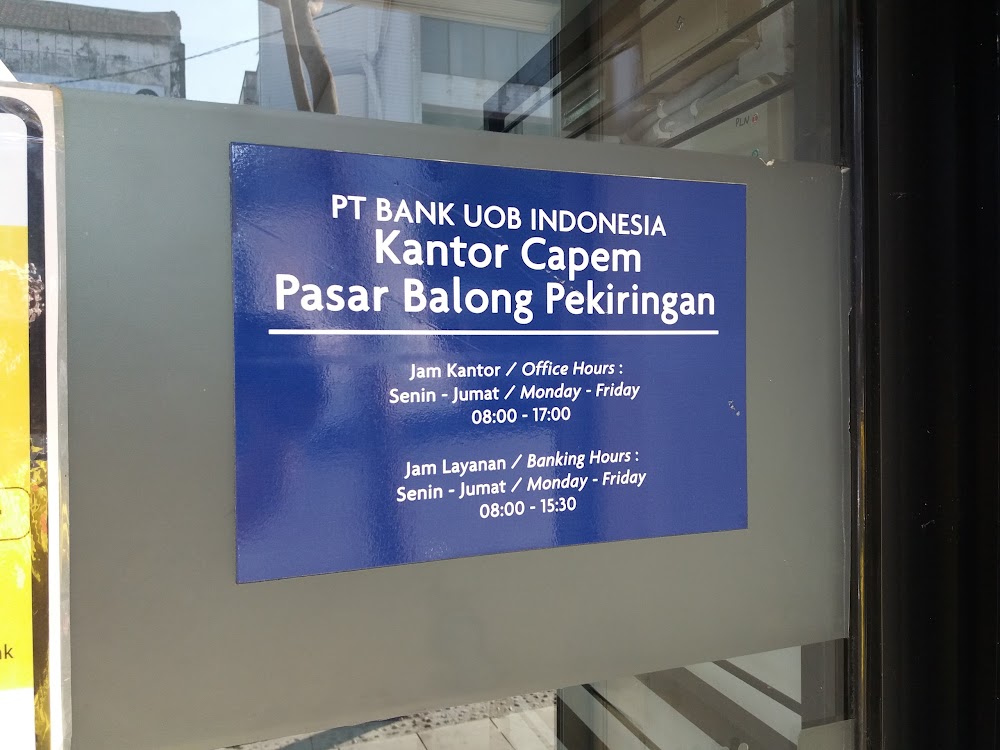 PT BANK UOB INDONESIA
Kantor Capem
Pasar Balong Pekiringan
Jam Kantor / Office Hours :
Senin - Jumat / Monday - Friday
08:00 - 17:00
Jam Layanan / Banking Hours :
Senin - Jumat / Monday - Friday
08:00 - 15:30
PLN